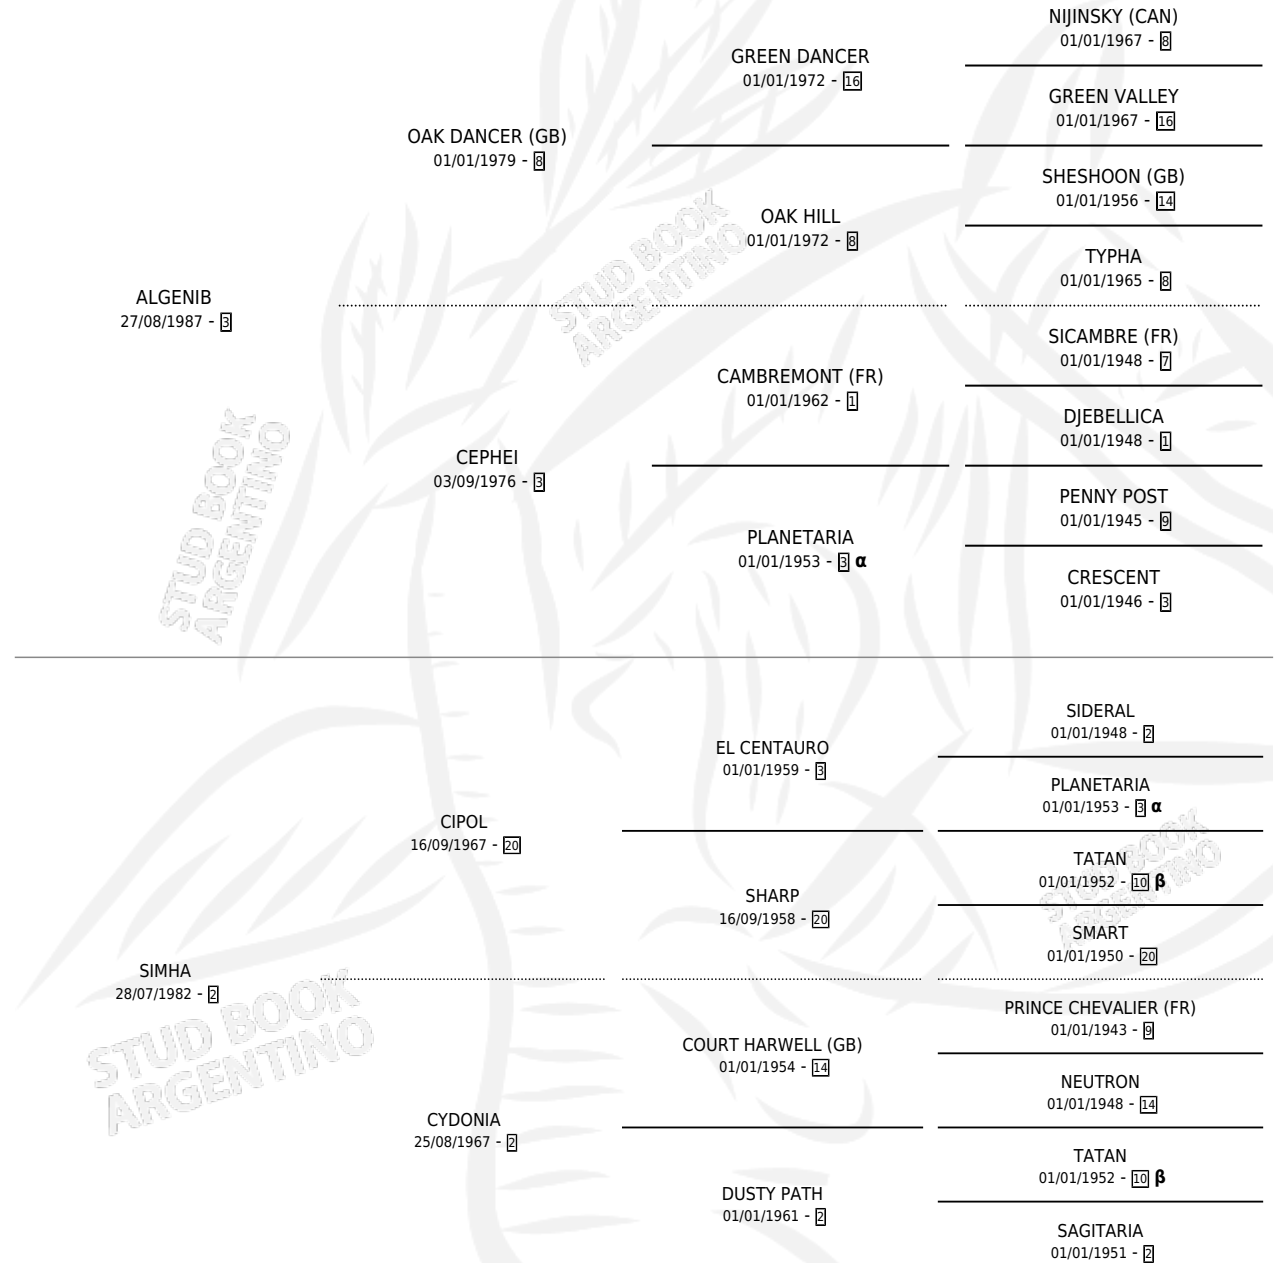 NIJINSKY (CAN)
01/01/1967 - 8
GREEN DANCER
01/01/1972 - 16
GREEN VALLEY
01/01/1967 - 16
OAK DANCER (GB)
01/01/1979 - 8
SHESHOON (GB)
01/01/1956 - 14
OAK HILL
01/01/1972 - 8
TYPHA
01/01/1965 - 8
ALGENIB
27/08/1987 - 3
SICAMBRE (FR)
01/01/1948 - 7
CAMBREMONT (FR)
01/01/1962 - 1
DJEBELLICA
01/01/1948 - 1
CEPHEI
03/09/1976 - 3
PENNY POST
01/01/1945 - 9
PLANETARIA
01/01/1953 - 3 α
CRESCENT
01/01/1946 - 3
SIDERAL
01/01/1948 - 2
EL CENTAURO
01/01/1959 - 3
PLANETARIA
01/01/1953 - 3 α
CIPOL
16/09/1967 - 20
TATAN
01/01/1952 - 10 β
SHARP
16/09/1958 - 20
SMART
01/01/1950 - 20
SIMHA
28/07/1982 - 2
PRINCE CHEVALIER (FR)
01/01/1943 - 9
COURT HARWELL (GB)
01/01/1954 - 14
NEUTRON
01/01/1948 - 14
CYDONIA
25/08/1967 - 2
TATAN
01/01/1952 - 10 β
DUSTY PATH
01/01/1961 - 2
SAGITARIA
01/01/1951 - 2
STUD BOOK
ARGENTINO
STUD BOOK
ARGENTINO
STUD BOOK
ARGENTINO
STUD BOOK
ARGENTINO